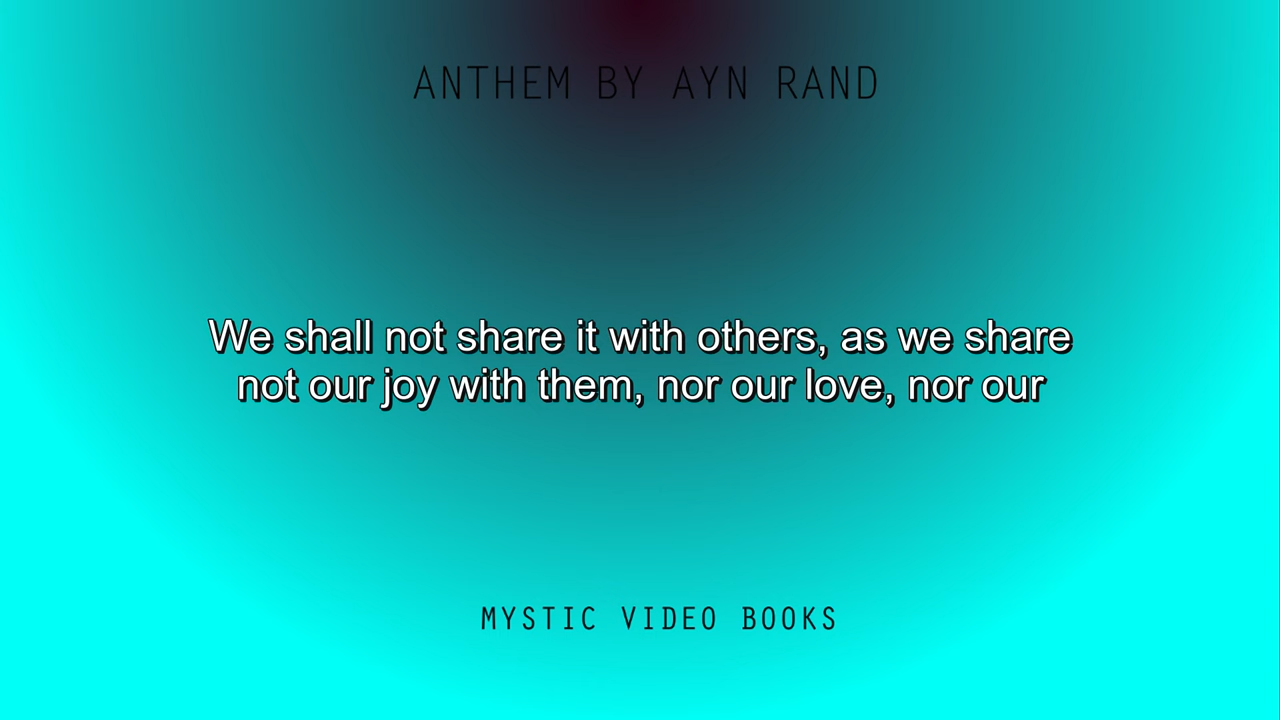 ANTHEM BY AYN RAND
We shall not share it with others, as we share
not our joy with them, nor our love, nor our
MYSTIC VIDEO BOOKS